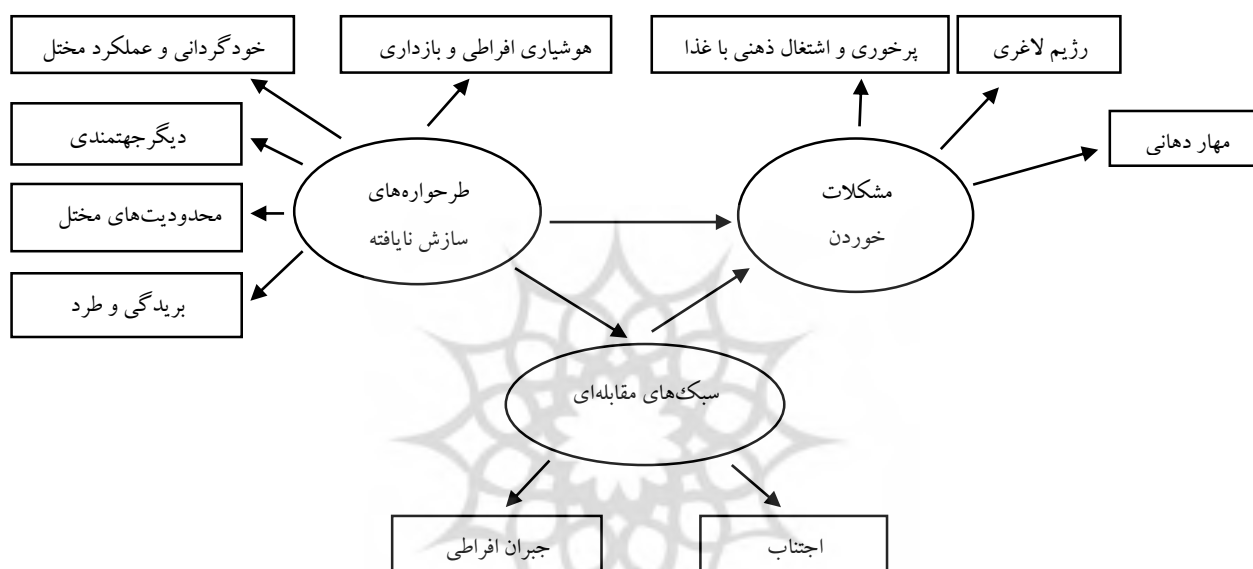 رژیم لاغری
پرخوری و اشتغال ذهنی با غذا
هوشیاری افراطی و بازداری
خودگردانی و عملکرد مختل
مهار دهانی
دیگرجهتمندی
مشکلات
خوردن
طرحواره‌های
سازش نایافته
محدودیت‌های مختل
بریدگی و طرد
سبک‌های مقابله‌ای
اجتناب
جبران افراطی